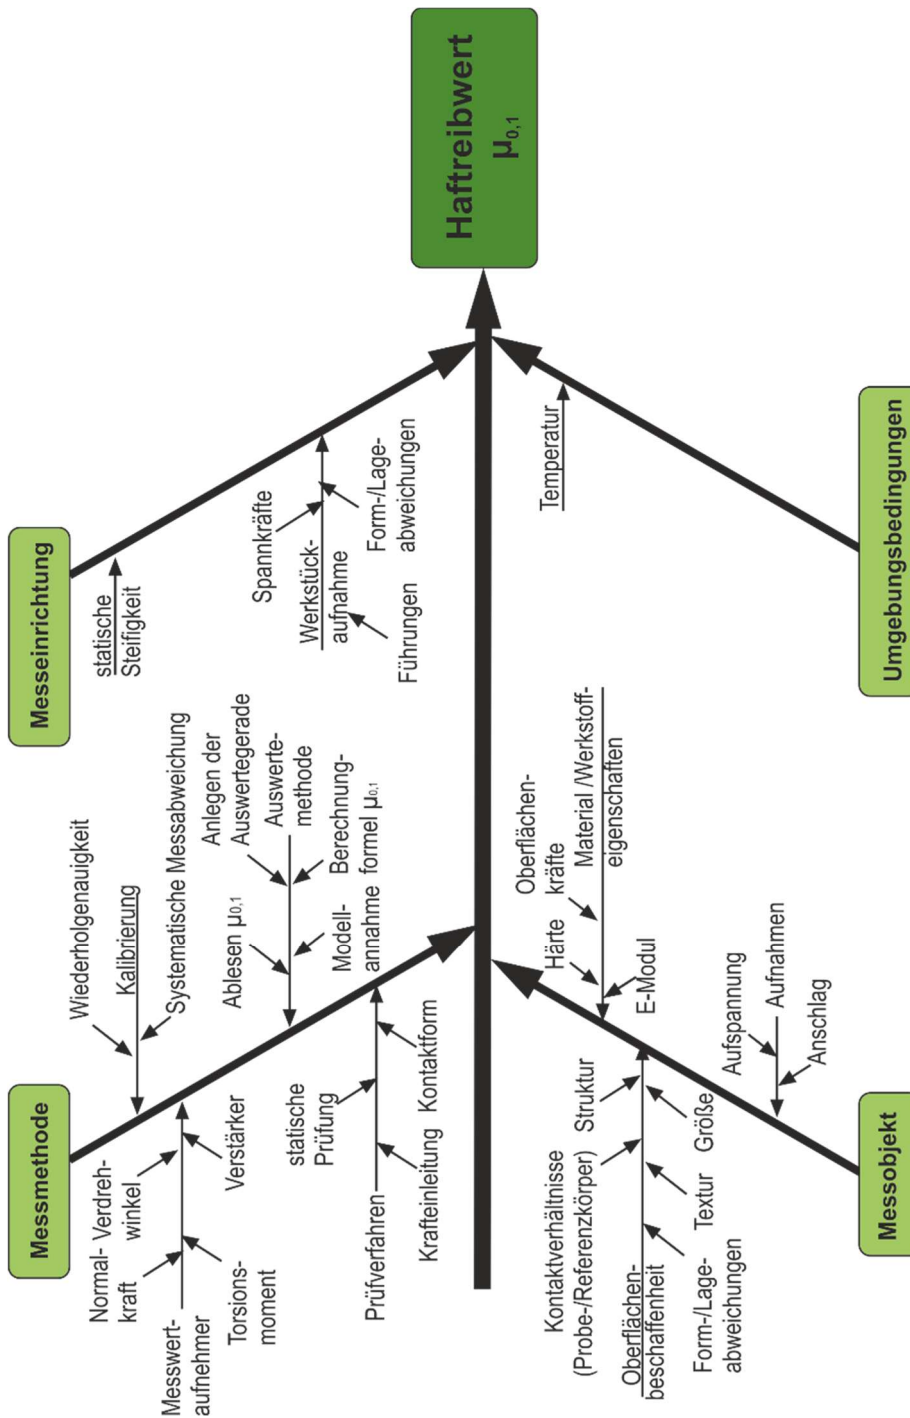 Messmethode
Wiederholgenauigkeit
Kalibrierung
Systematische Messabweichung
Normal-
kraft
Verdreh-
winkel
Messwert-
aufnehmer
Torsions-
moment
Verstärker
Ablesen μ0,1
Anlegen der
Auswertegerade
Auswerte-
methode
Modell-
annahme
Berechnung-
formel μ0,1
statische
Prüfung
Prüfverfahren
Krafteinleitung
Kontaktform
Messeinrichtung
statische
Steifigkeit
Spannkräfte
Werkstück-
aufnahme
Form-/Lage-
abweichungen
Führungen
Haftreibwert
μ0,1
Kontaktverhältnisse
(Probe-/Referenzkörper)
Struktur
Oberflächen-
beschaffenheit
Form-/Lage-
abweichungen
Textur
Größe
Härte
Oberflächen-
kräfte
Material /Werkstoff-
eigenschaften
E-Modul
Aufspannung
Aufnahmen
Anschlag
Messobjekt
Temperatur
Umgebungsbedingungen